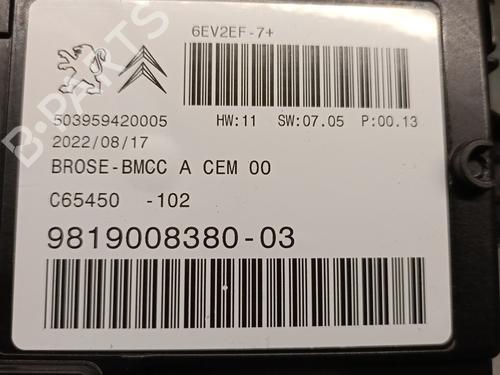 6EV2EF-7+
503959420005 HW:11 SW:07.05 P:00.13
2022/08/17
BROSE-BMCC A CEM 00
C65450 -102
9819008380-03
B-PARTS